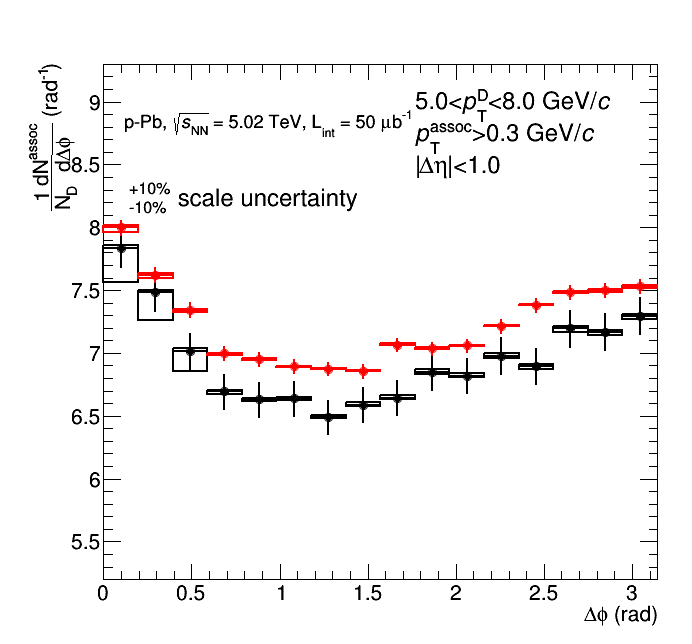 1 dN^assoc / N_D dΔϕ (rad^-1)
5.0<p_T^D<8.0 GeV/c
p-Pb, √s_NN = 5.02 TeV, L_int = 50 μb^-1
p_T^assoc>0.3 GeV/c
|Δη|<1.0
+10%
-10% scale uncertainty
9
8.5
8
7.5
7
6.5
6
5.5
0 0.5 1 1.5 2 2.5 3
Δϕ (rad)